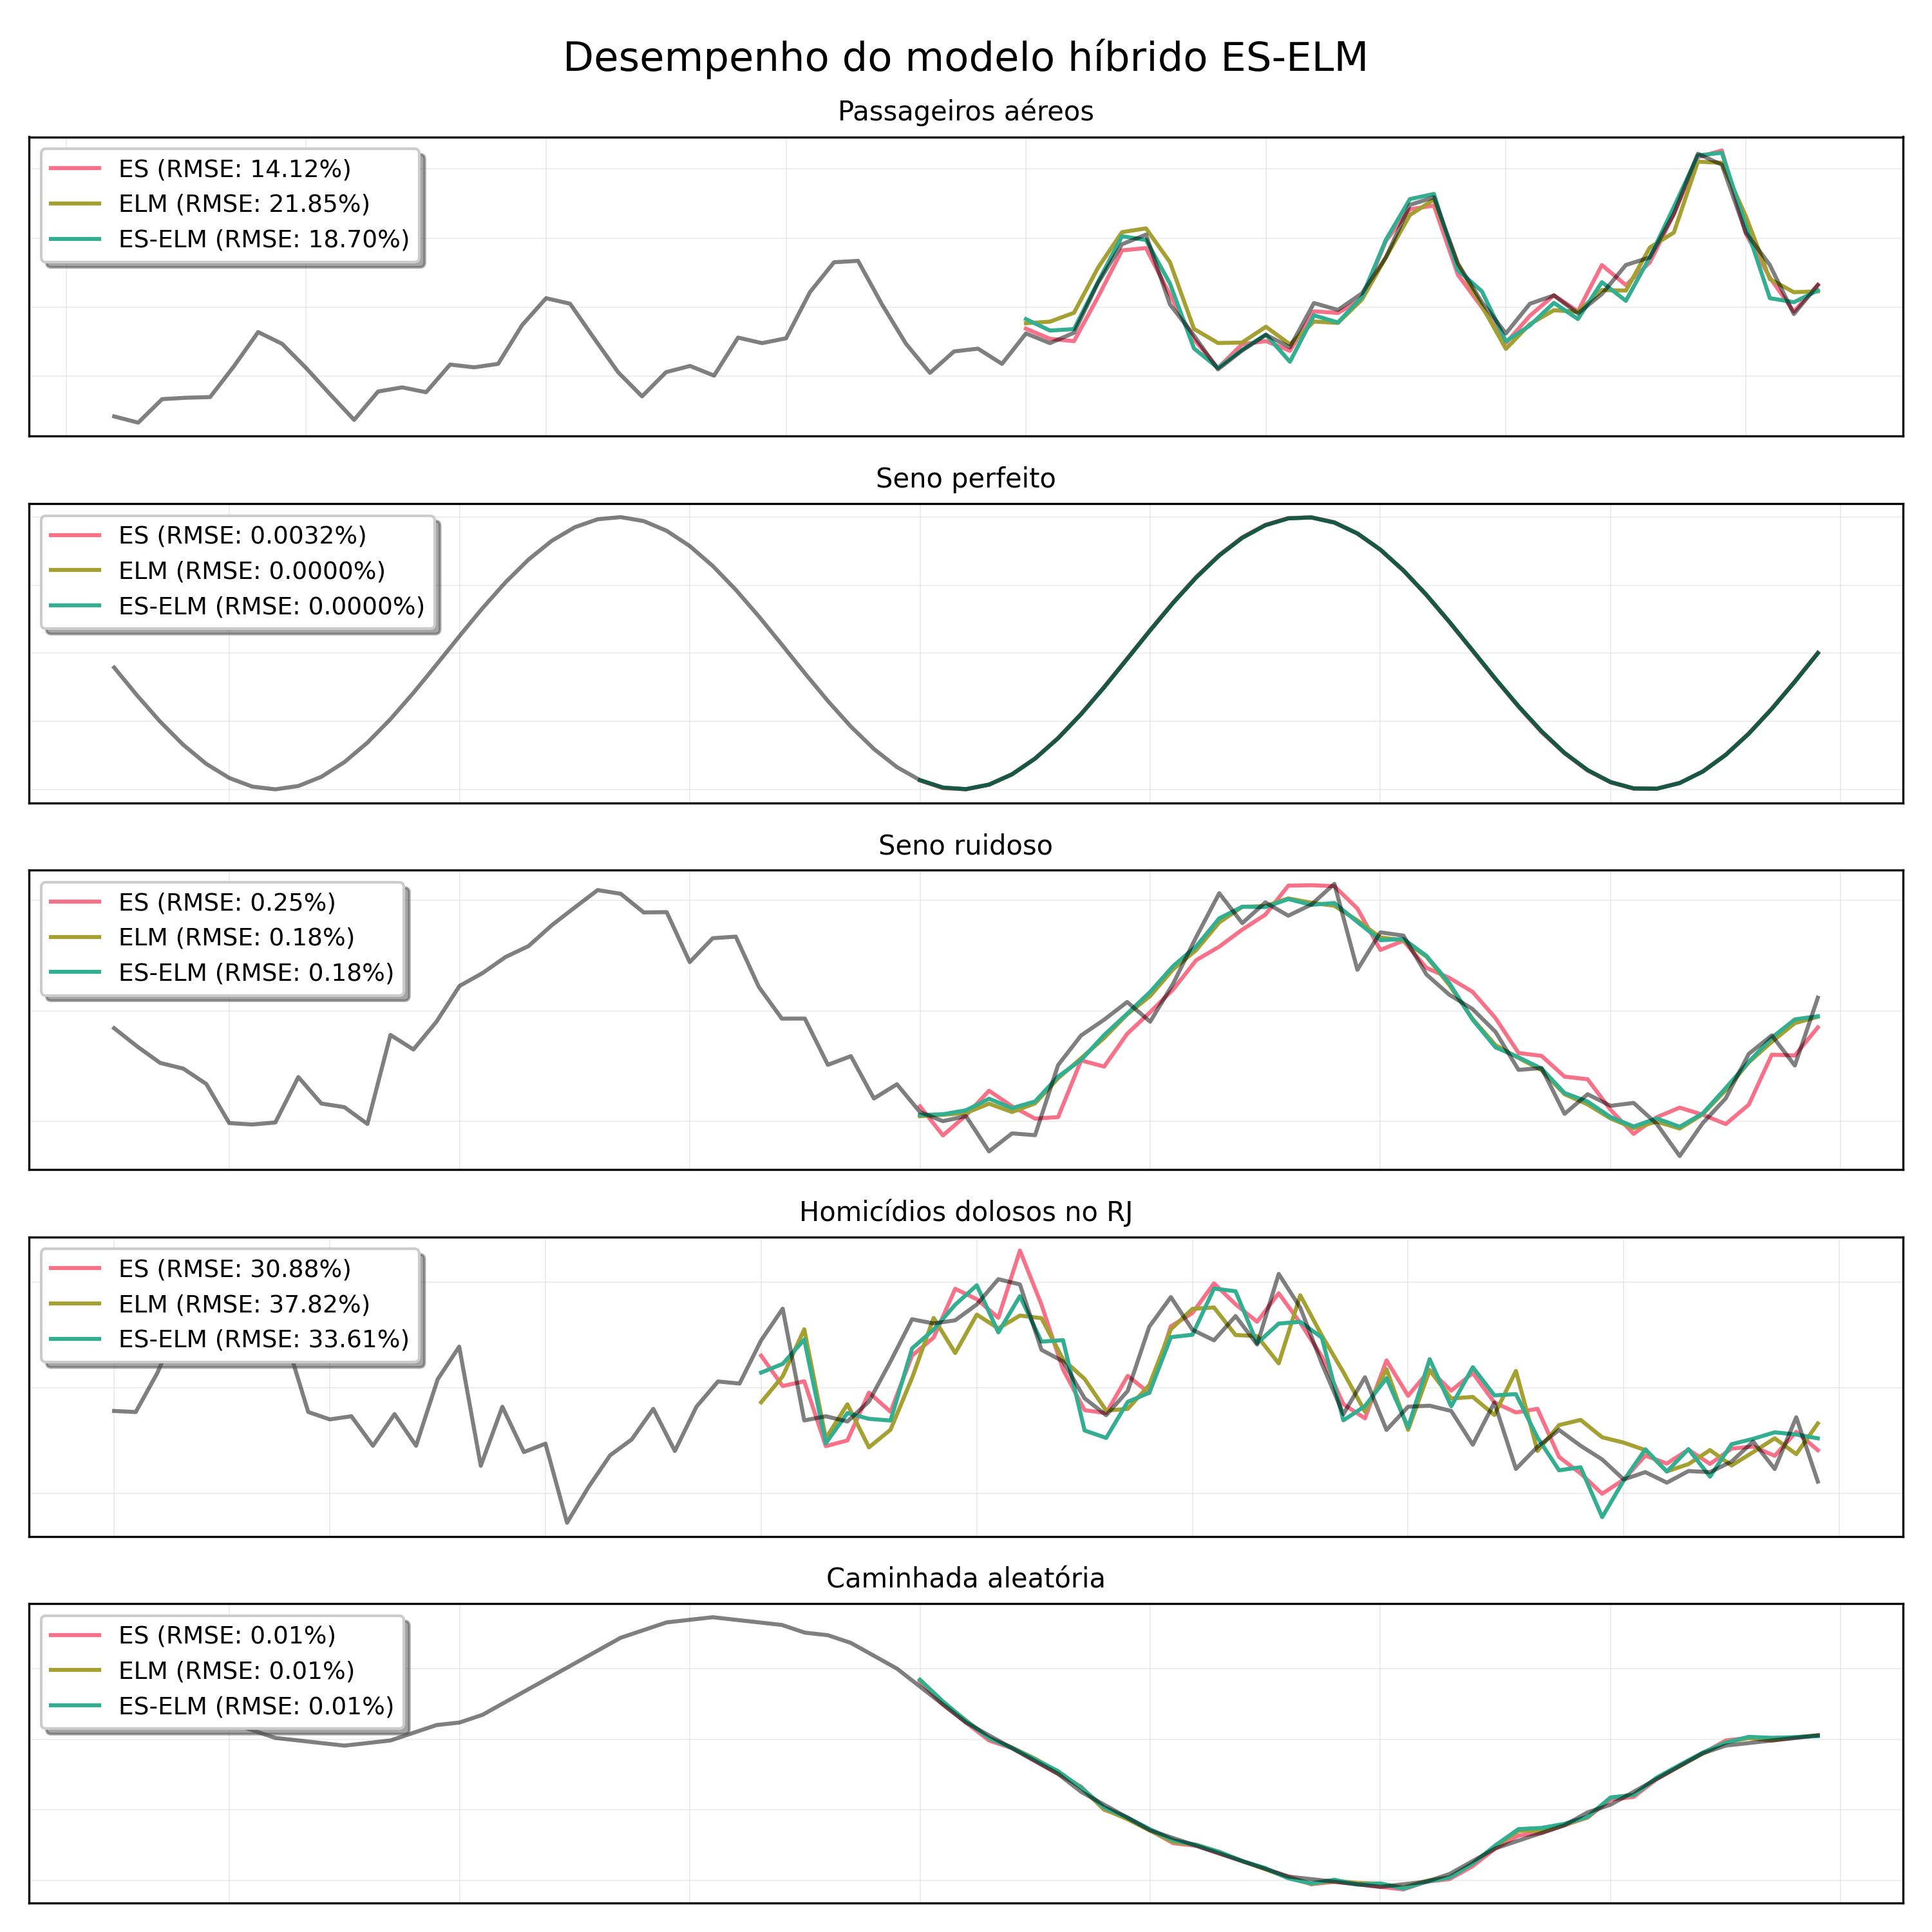 Desempenho do modelo híbrido ES-ELM
Passageiros aéreos
ES (RMSE: 14.12%)
ELM (RMSE: 21.85%)
ES-ELM (RMSE: 18.70%)
Seno perfeito
ES (RMSE: 0.0032%)
ELM (RMSE: 0.0000%)
ES-ELM (RMSE: 0.0000%)
Seno ruidoso
ES (RMSE: 0.25%)
ELM (RMSE: 0.18%)
ES-ELM (RMSE: 0.18%)
Homicídios dolosos no RJ
ES (RMSE: 30.88%)
ELM (RMSE: 37.82%)
ES-ELM (RMSE: 33.61%)
Caminhada aleatória
ES (RMSE: 0.01%)
ELM (RMSE: 0.01%)
ES-ELM (RMSE: 0.01%)